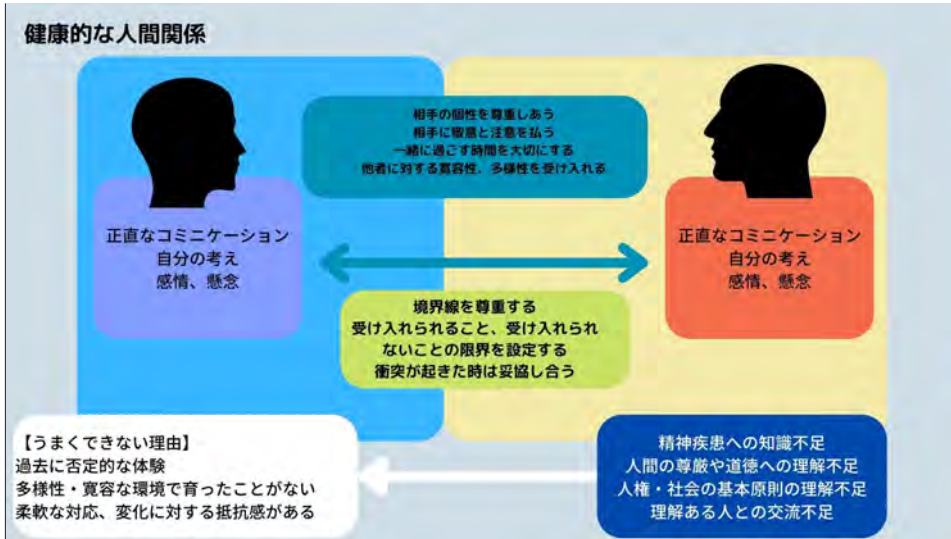 健康的な人間関係
相手の個性を尊重しあう
相手に敬意と注意を払う
一緒に過ごす時間を大切にする
他者に対する寛容性、多様性を受け入れる
正直なコミニケーション
自分の考え
感情、懸念
正直なコミニケーション
自分の考え
感情、懸念
境界線を尊重する
受け入れられること、受け入れられ
ないことの限界を設定する
衝突が起きた時は妥協し合う
【うまくできない理由】
過去に否定的な体験
多様性・寛容な環境で育ったことがない
柔軟な対応、変化に対する抵抗感がある
精神疾患への知識不足
人間の尊厳や道徳への理解不足
人権・社会の基本原則の理解不足
理解ある人との交流不足